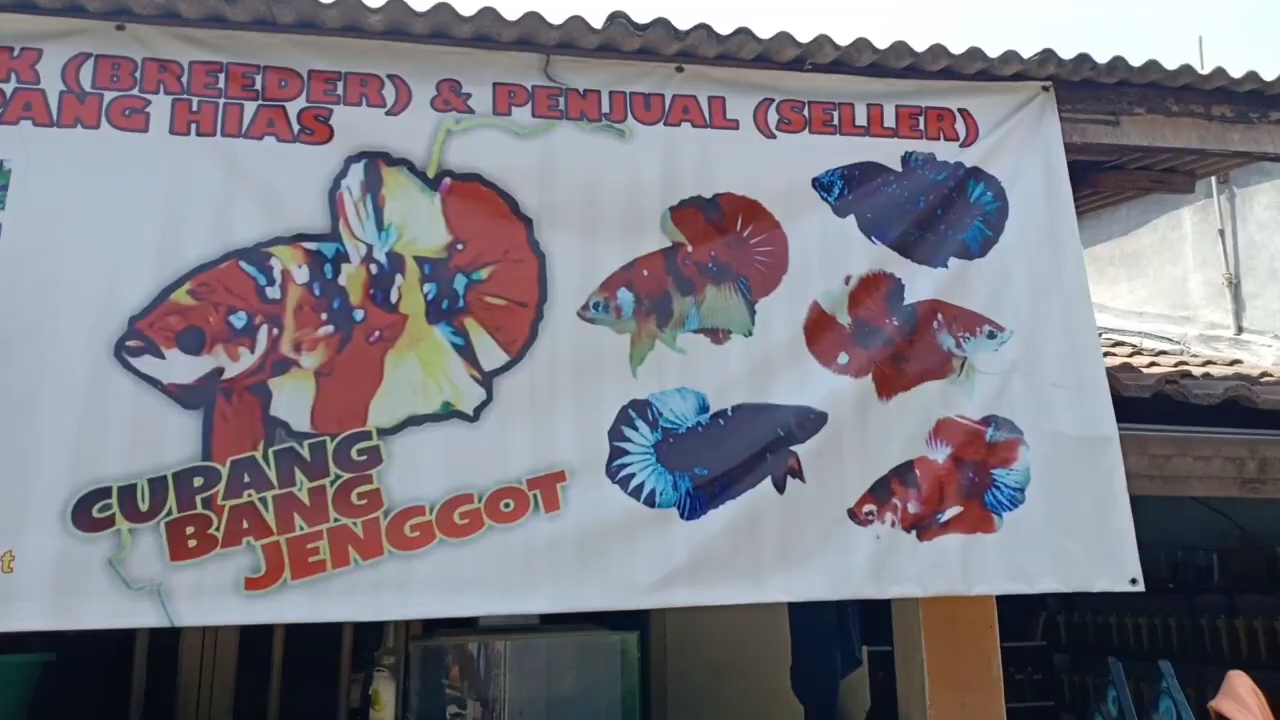 K (BREEDER) & PENJUAL (SELLER)
PANG HIAS
CUPANG
BANG
JENGGOT
t